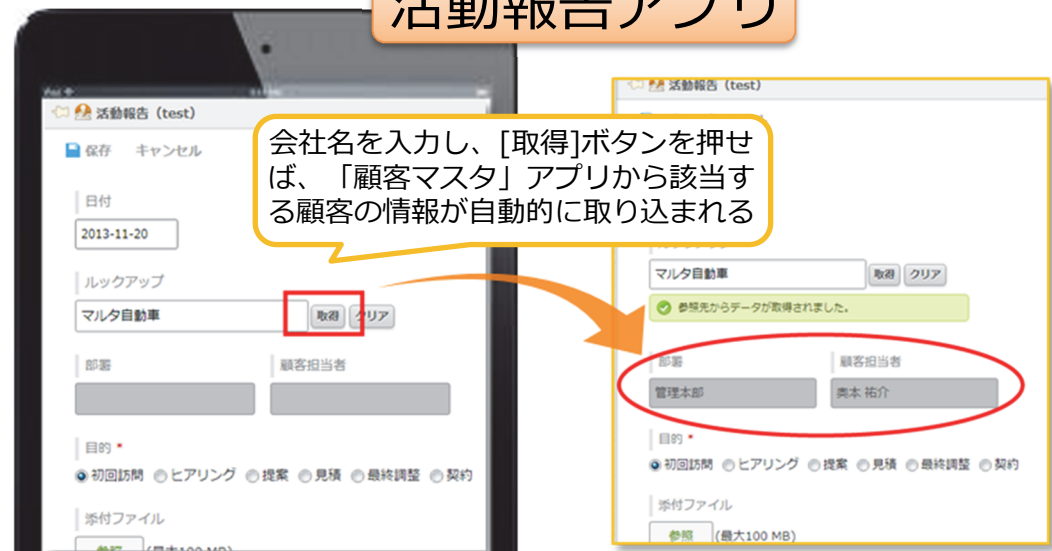 活動報告アプリ
活動報告 (test)
保存 キャンセル
日付
2013-11-20
ルックアップ
マルタ自動車
取得 クリア
部署 顧客担当者
目的 *
初回訪問 ヒアリング 提案 見積 最終調整 契約
添付ファイル
参照 (最大100 MB)
会社名を入力し、[取得]ボタンを押せ
ば、「顧客マスタ」アプリから該当す
る顧客の情報が自動的に取り込まれる
活動報告 (test)
マルタ自動車
取得 クリア
参照先からデータが取得されました。
部署 顧客担当者
管理本部 奥本 祐介
目的 *
初回訪問 ヒアリング 提案 見積 最終調整 契約
添付ファイル
参照 (最大100 MB)